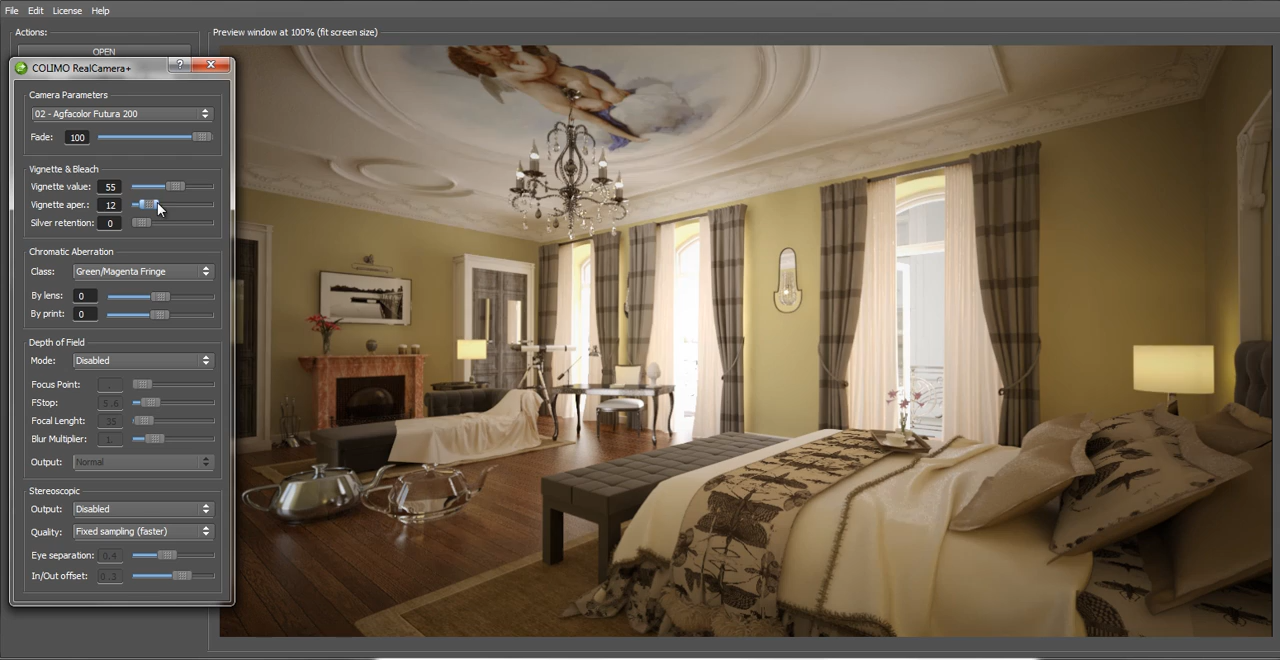 File Edit License Help
Actions: Preview window at 100% (fit screen size)
OPEN
COLIMO RealCamera+ ?
Camera Parameters
02 - Agfacolor Futura 200
Fade: 100
Vignette & Bleach
Vignette value: 55
Vignette aper.: 12
Silver retention: 0
Chromatic Aberration
Class: Green/Magenta Fringe
By lens: 0
By print: 0
Depth of Field
Mode: Disabled
Focus Point:
FStop: 5.6
Focal Lenght: 35
Blur Multiplier: 1.
Output: Normal
Stereoscopic
Output: Disabled
Quality: Fixed sampling (faster)
Eye separation: 0.4
In/Out offset: 0.3